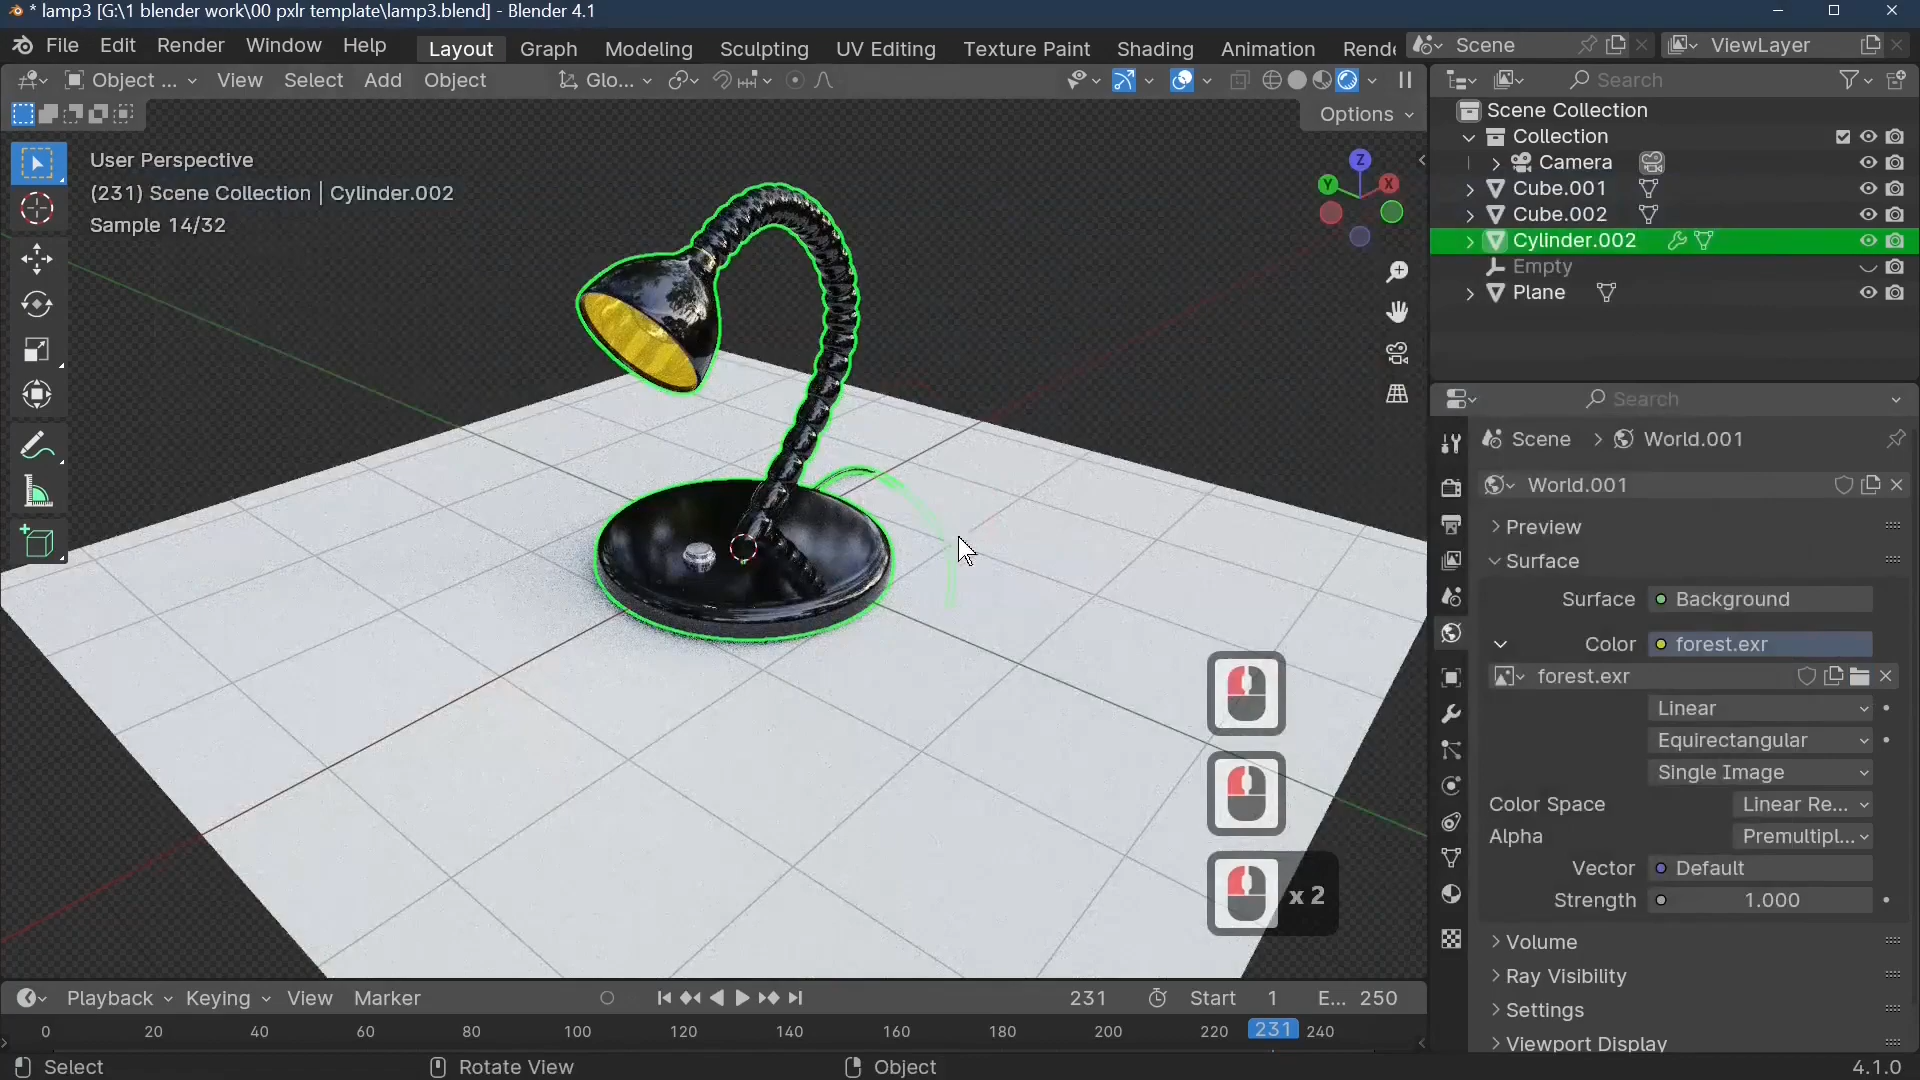 * lamp3 [G:\1 blender work\00 pxlr template\lamp3.blend] - Blender 4.1
File Edit Render Window Help Layout Graph Modeling Sculpting UV Editing Texture Paint Shading Animation Rende Scene ViewLayer
Object ... View Select Add Object Glo... Search
Options
User Perspective
(231) Scene Collection | Cylinder.002
Sample 14/32
Z
Y X
Scene Collection
Collection
Camera
Cube.001
Cube.002
Cylinder.002
Empty
Plane
Search
Scene > World.001
World.001
Preview
Surface
Surface Background
Color forest.exr
forest.exr
Linear
Equirectangular
Single Image
Color Space Linear Re...
Alpha Premultipl...
Vector Default
Strength 1.000
Volume
Ray Visibility
Settings
Viewport Display
x 2
Playback Keying View Marker 231 Start 1 E... 250
0 20 40 60 80 100 120 140 160 180 200 220 231 240
Select Rotate View Object 4.1.0